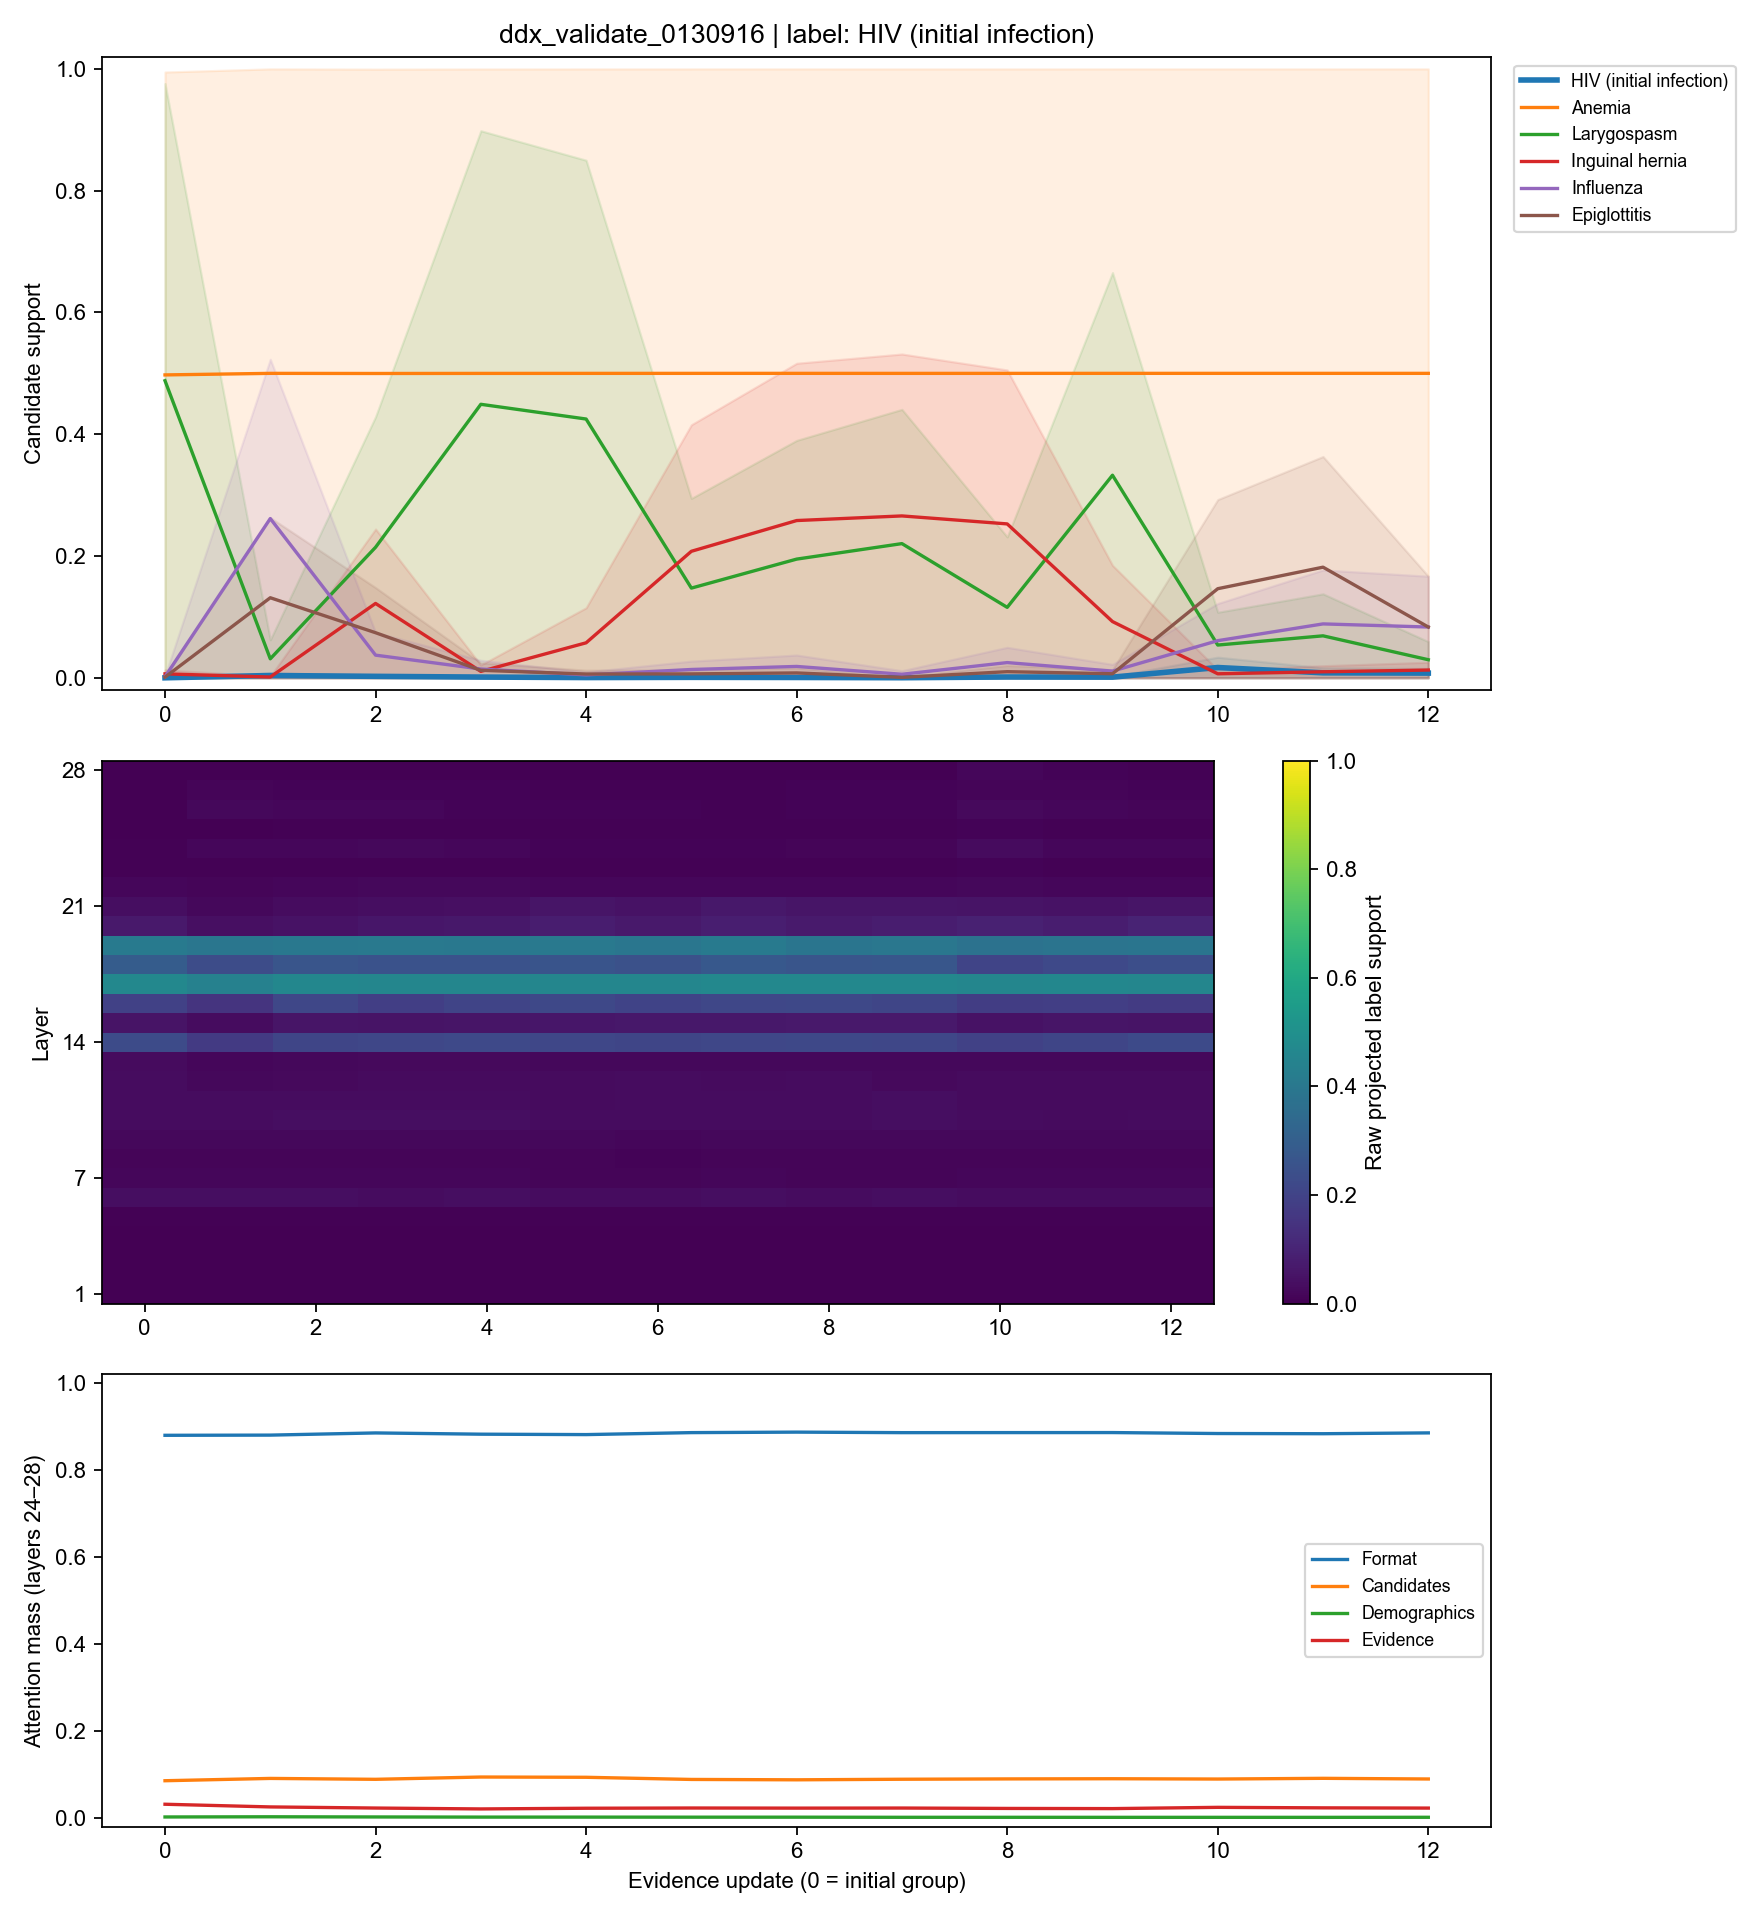 ddx_validate_0130916 | label: HIV (initial infection)
1.0
0.8
0.6
0.4
0.2
0.0
Candidate support
0 2 4 6 8 10 12
HIV (initial infection)
Anemia
Larygospasm
Inguinal hernia
Influenza
Epiglottitis
28
21
14
7
1
Layer
0 2 4 6 8 10 12
1.0
0.8
0.6
0.4
0.2
0.0
Raw projected label support
1.0
0.8
0.6
0.4
0.2
0.0
Attention mass (layers 24–28)
Format
Candidates
Demographics
Evidence
0 2 4 6 8 10 12
Evidence update (0 = initial group)